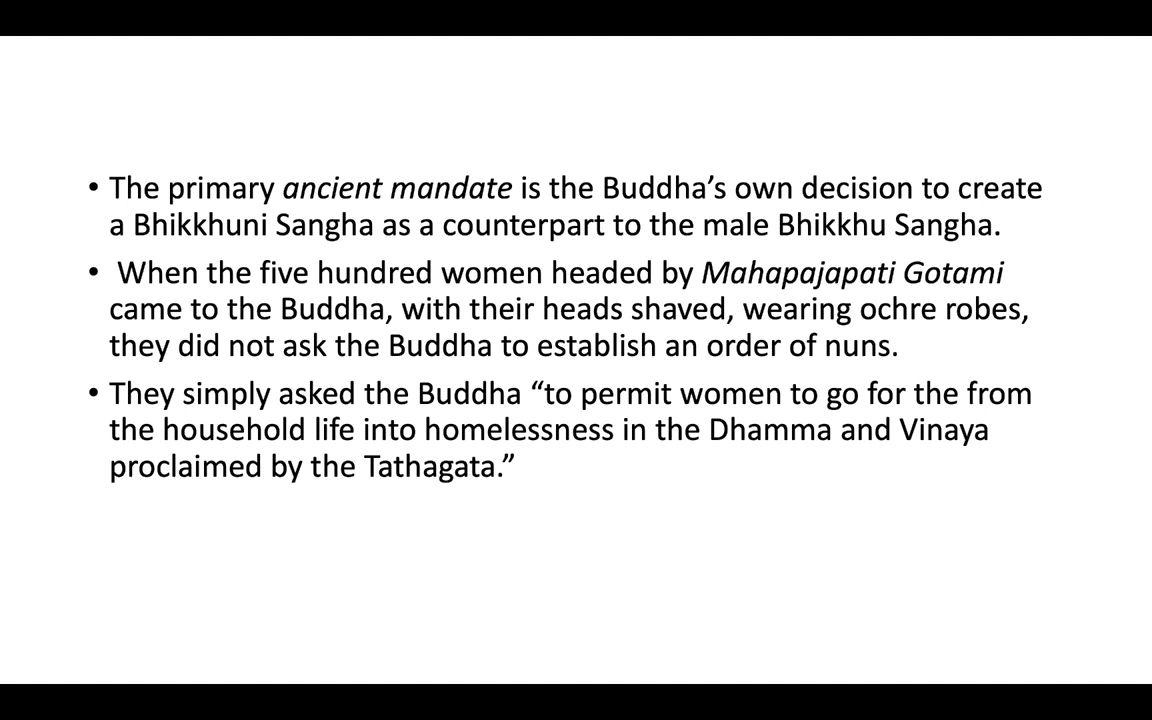 • The primary ancient mandate is the Buddha’s own decision to create
a Bhikkhuni Sangha as a counterpart to the male Bhikkhu Sangha.
• When the five hundred women headed by Mahapajapati Gotami
came to the Buddha, with their heads shaved, wearing ochre robes,
they did not ask the Buddha to establish an order of nuns.
• They simply asked the Buddha “to permit women to go for the from
the household life into homelessness in the Dhamma and Vinaya
proclaimed by the Tathagata.”